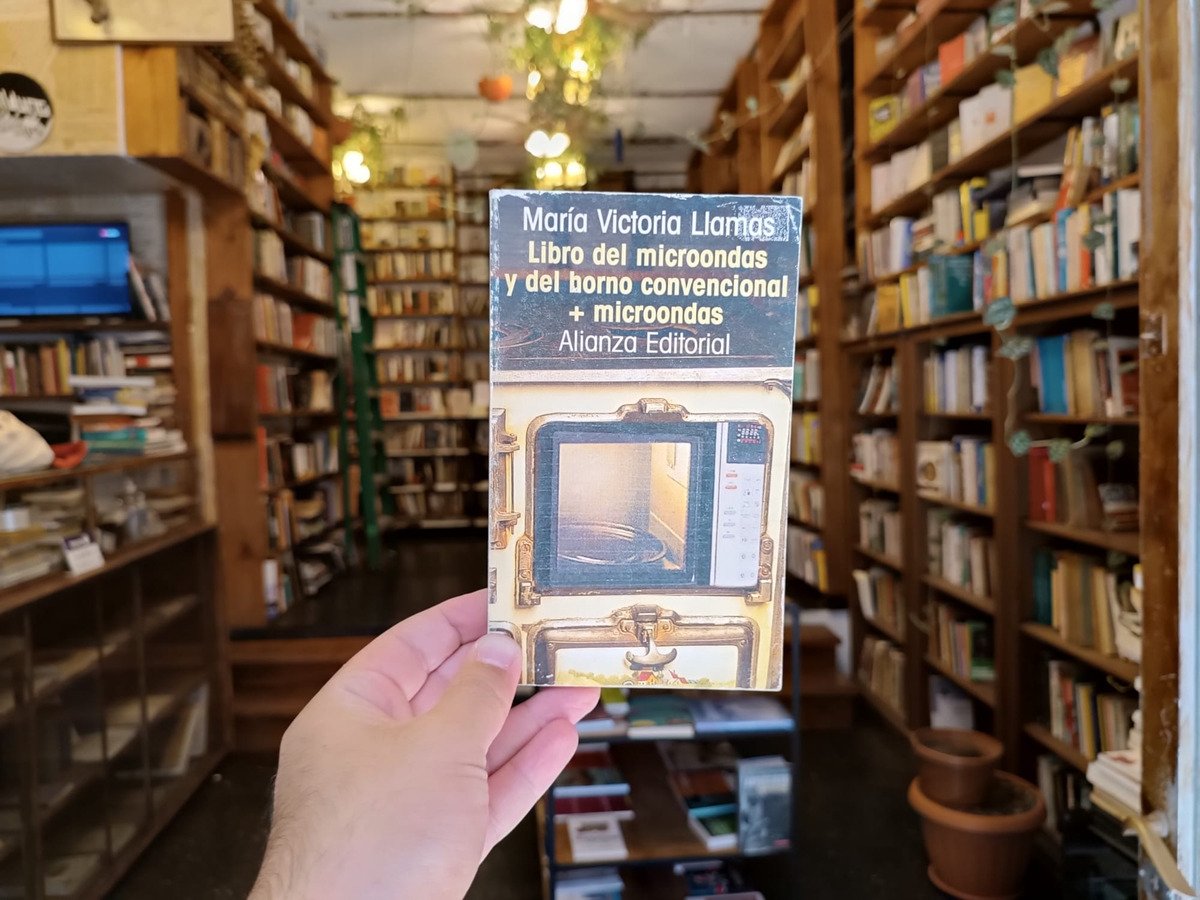 María Victoria Llamas
Libro del microondas
y del horno convencional
+ microondas
Alianza Editorial